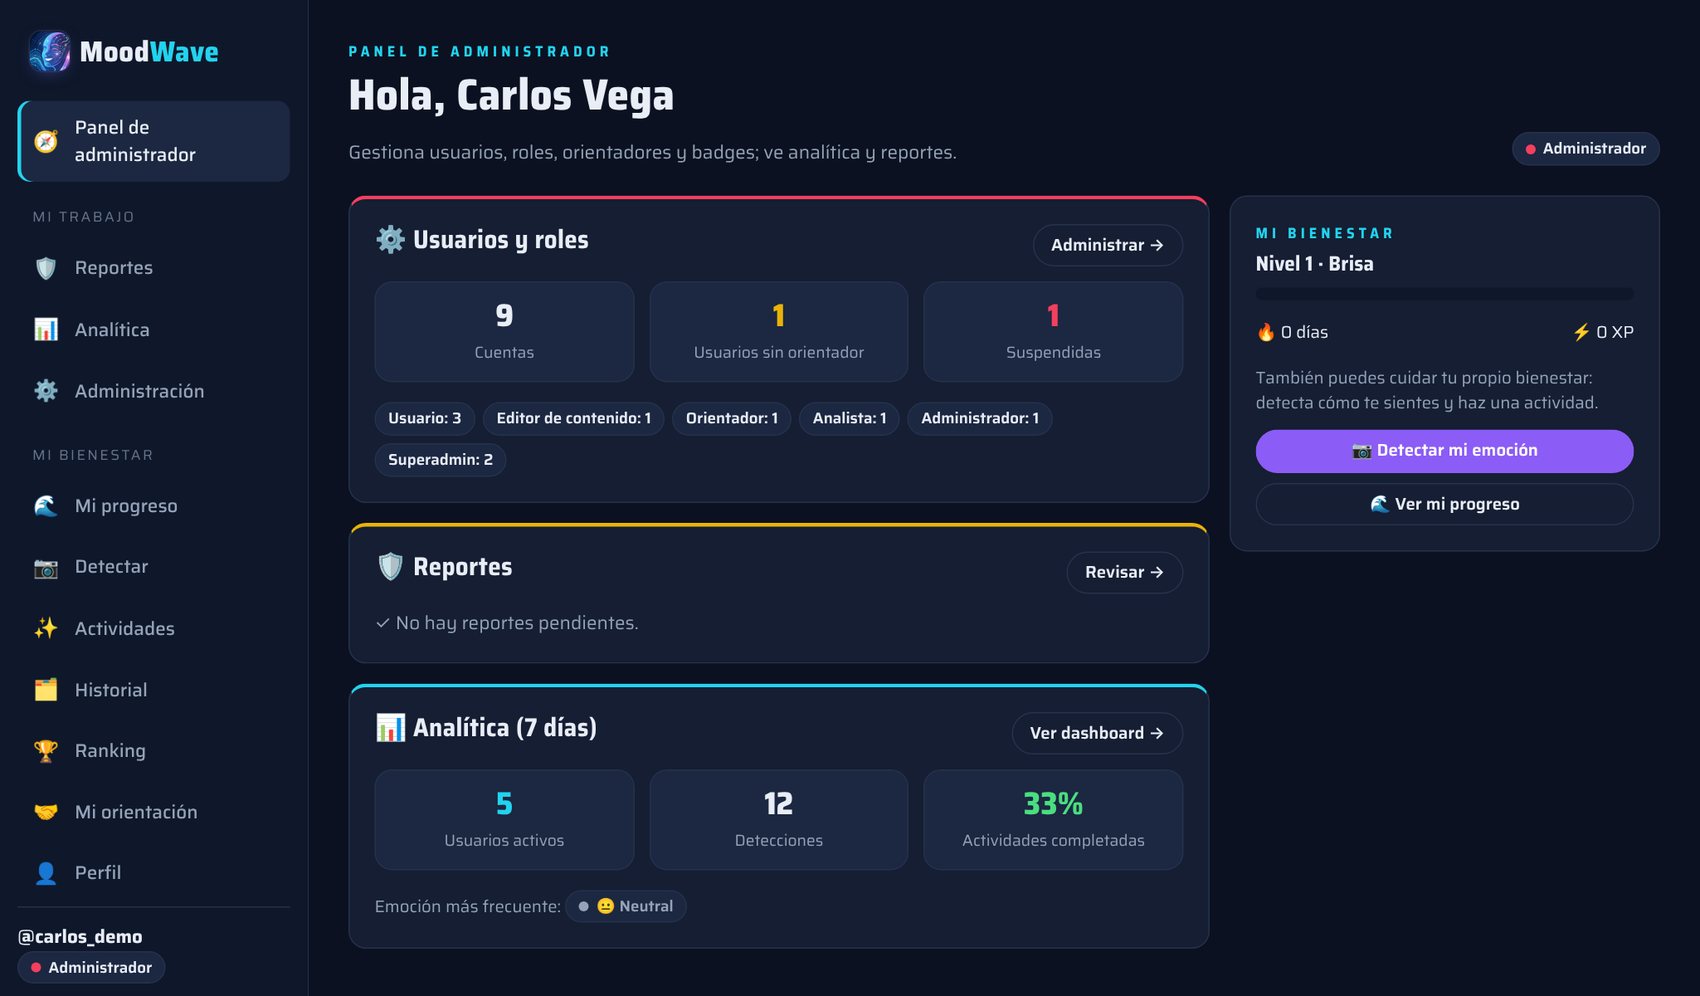 MoodWave
Panel de
administrador
MI TRABAJO
Reportes
Analítica
Administración
MI BIENESTAR
Mi progreso
Detectar
Actividades
Historial
Ranking
Mi orientación
Perfil
@carlos_demo
Administrador
PANEL DE ADMINISTRADOR
Hola, Carlos Vega
Gestiona usuarios, roles, orientadores y badges; ve analítica y reportes.
Administrador
Usuarios y roles
Administrar →
9
Cuentas
1
Usuarios sin orientador
1
Suspendidas
Usuario: 3
Editor de contenido: 1
Orientador: 1
Analista: 1
Administrador: 1
Superadmin: 2
Reportes
Revisar →
✓ No hay reportes pendientes.
Analítica (7 días)
Ver dashboard →
5
Usuarios activos
12
Detecciones
33%
Actividades completadas
Emoción más frecuente: 😐 Neutral
MI BIENESTAR
Nivel 1 · Brisa
🔥 0 días
⚡ 0 XP
También puedes cuidar tu propio bienestar:
detecta cómo te sientes y haz una actividad.
📷 Detectar mi emoción
🌊 Ver mi progreso